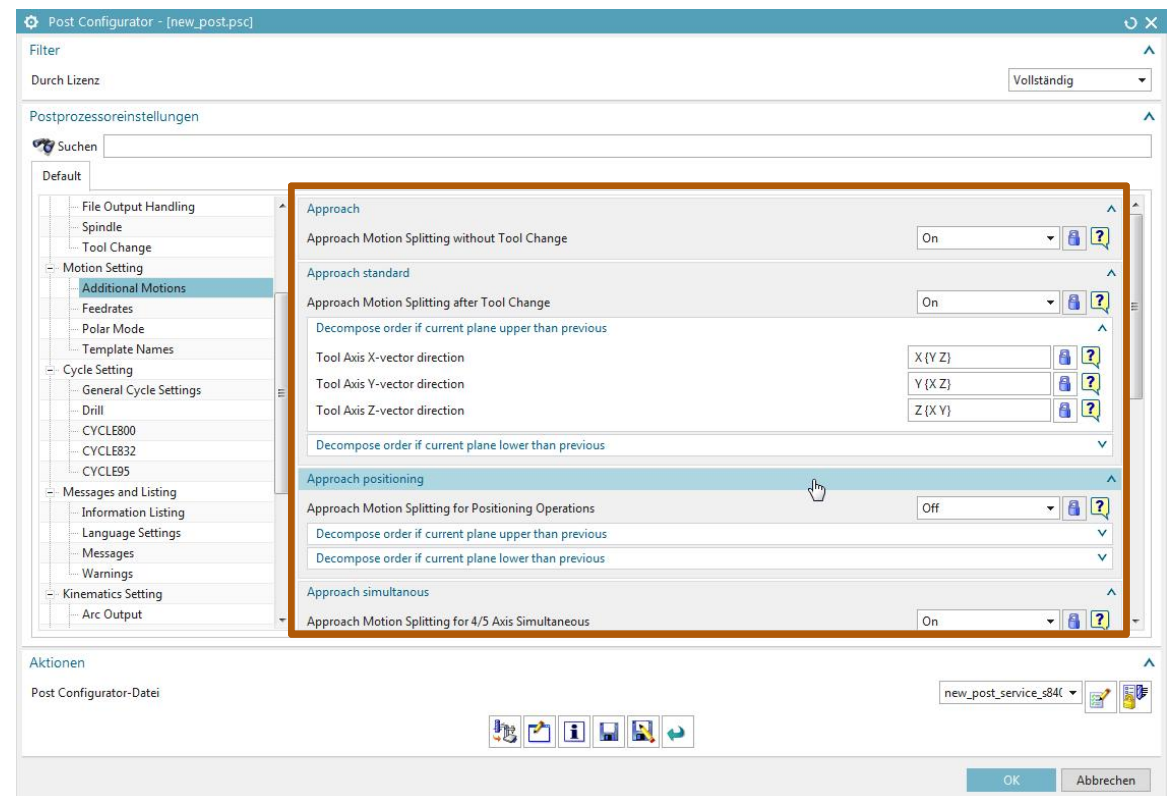 Post Configurator - [new_post.psc]
Filter
Durch Lizenz
Vollständig
Postprozessoreinstellungen
Suchen
Default
File Output Handling
Spindle
Tool Change
Motion Setting
Additional Motions
Feedrates
Polar Mode
Template Names
Cycle Setting
General Cycle Settings
Drill
CYCLE800
CYCLE832
CYCLE95
Messages and Listing
Information Listing
Language Settings
Messages
Warnings
Kinematics Setting
Arc Output
Approach
Approach Motion Splitting without Tool Change
On
Approach standard
Approach Motion Splitting after Tool Change
On
Decompose order if current plane upper than previous
Tool Axis X-vector direction
X {Y Z}
Tool Axis Y-vector direction
Y {X Z}
Tool Axis Z-vector direction
Z {X Y}
Decompose order if current plane lower than previous
Approach positioning
Approach Motion Splitting for Positioning Operations
Off
Decompose order if current plane upper than previous
Decompose order if current plane lower than previous
Approach simultanous
Approach Motion Splitting for 4/5 Axis Simultaneous
On
Aktionen
Post Configurator-Datei
new_post_service_s84(
OK
Abbrechen